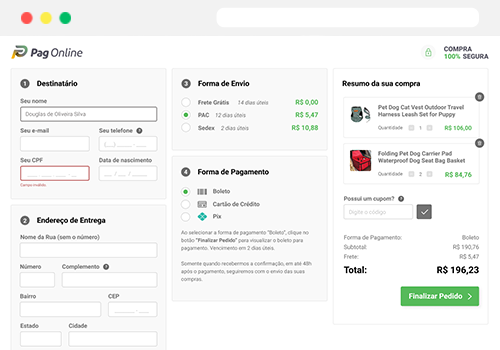 Pag Online
COMPRA
100% SEGURA
1 Destinatário
Seu nome
Douglas de Oliveira Silva
Seu e-mail
Seu telefone ?
(__) _____-____
Seu CPF
Data de nascimento
Campo inválido.
2 Endereço de Entrega
Nome da Rua (sem o número)
Número
Complemento ?
Bairro
CEP
Estado
Cidade
3 Forma de Envio
Frete Grátis 14 dias úteis R$ 0,00
PAC 12 dias úteis R$ 5,47
Sedex 2 dias úteis R$ 10,88
4 Forma de Pagamento
Boleto
Cartão de Crédito
Pix
Ao selecionar a forma de pagamento "Boleto", clique no
botão "Finalizar Pedido" para visualizar o boleto para
pagamento. Vencimento em 2 dias úteis.
Somente quando recebermos a confirmação, em até 48h
após o pagamento, seguiremos com o envio das suas
compras.
Resumo da sua compra
Pet Dog Cat Vest Outdoor Travel
Harness Leash Set for Puppy
Quantidade 1 R$ 106,00
Folding Pet Dog Carrier Pad
Waterproof Dog Seat Bag Basket
Quantidade 2 R$ 84,76
Possui um cupom? ?
Digite o código
Forma de Pagamento: Boleto
Subtotal: R$ 190,76
Frete: R$ 5,47
Total: R$ 196,23
Finalizar Pedido